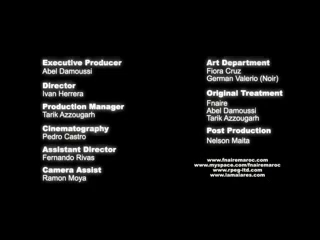 Executive Producer
Abel Damoussi
Director
Ivan Herrera
Production Manager
Tarik Azzougarh
Cinematography
Pedro Castro
Assistant Director
Fernando Rivas
Camera Assist
Ramon Moya
Art Department
Fiora Cruz
German Valerio (Noir)
Original Treatment
Fnaire
Abel Damoussi
Tarik Azzougarh
Post Production
Nelson Maita
www.fnairemaroc.com
www.myspace.com/fnairemaroc
www.rpeg-ltd.com
www.lamalares.com